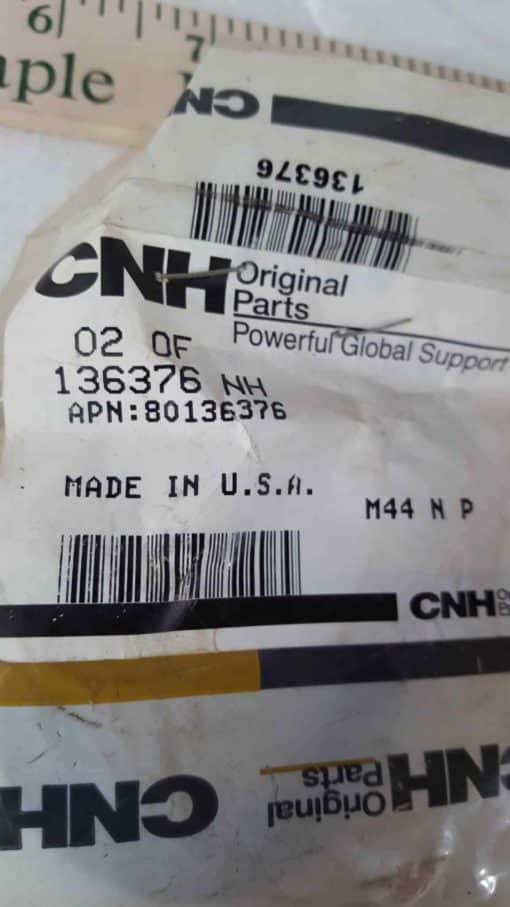 6
7
aple
CNH
136376
CNH Original
Parts
Powerful Global Support
02 OF
136376 NH
APN:80136376
MADE IN U.S.A.
M44 N P
CNH
CNH Original
Parts
CNH